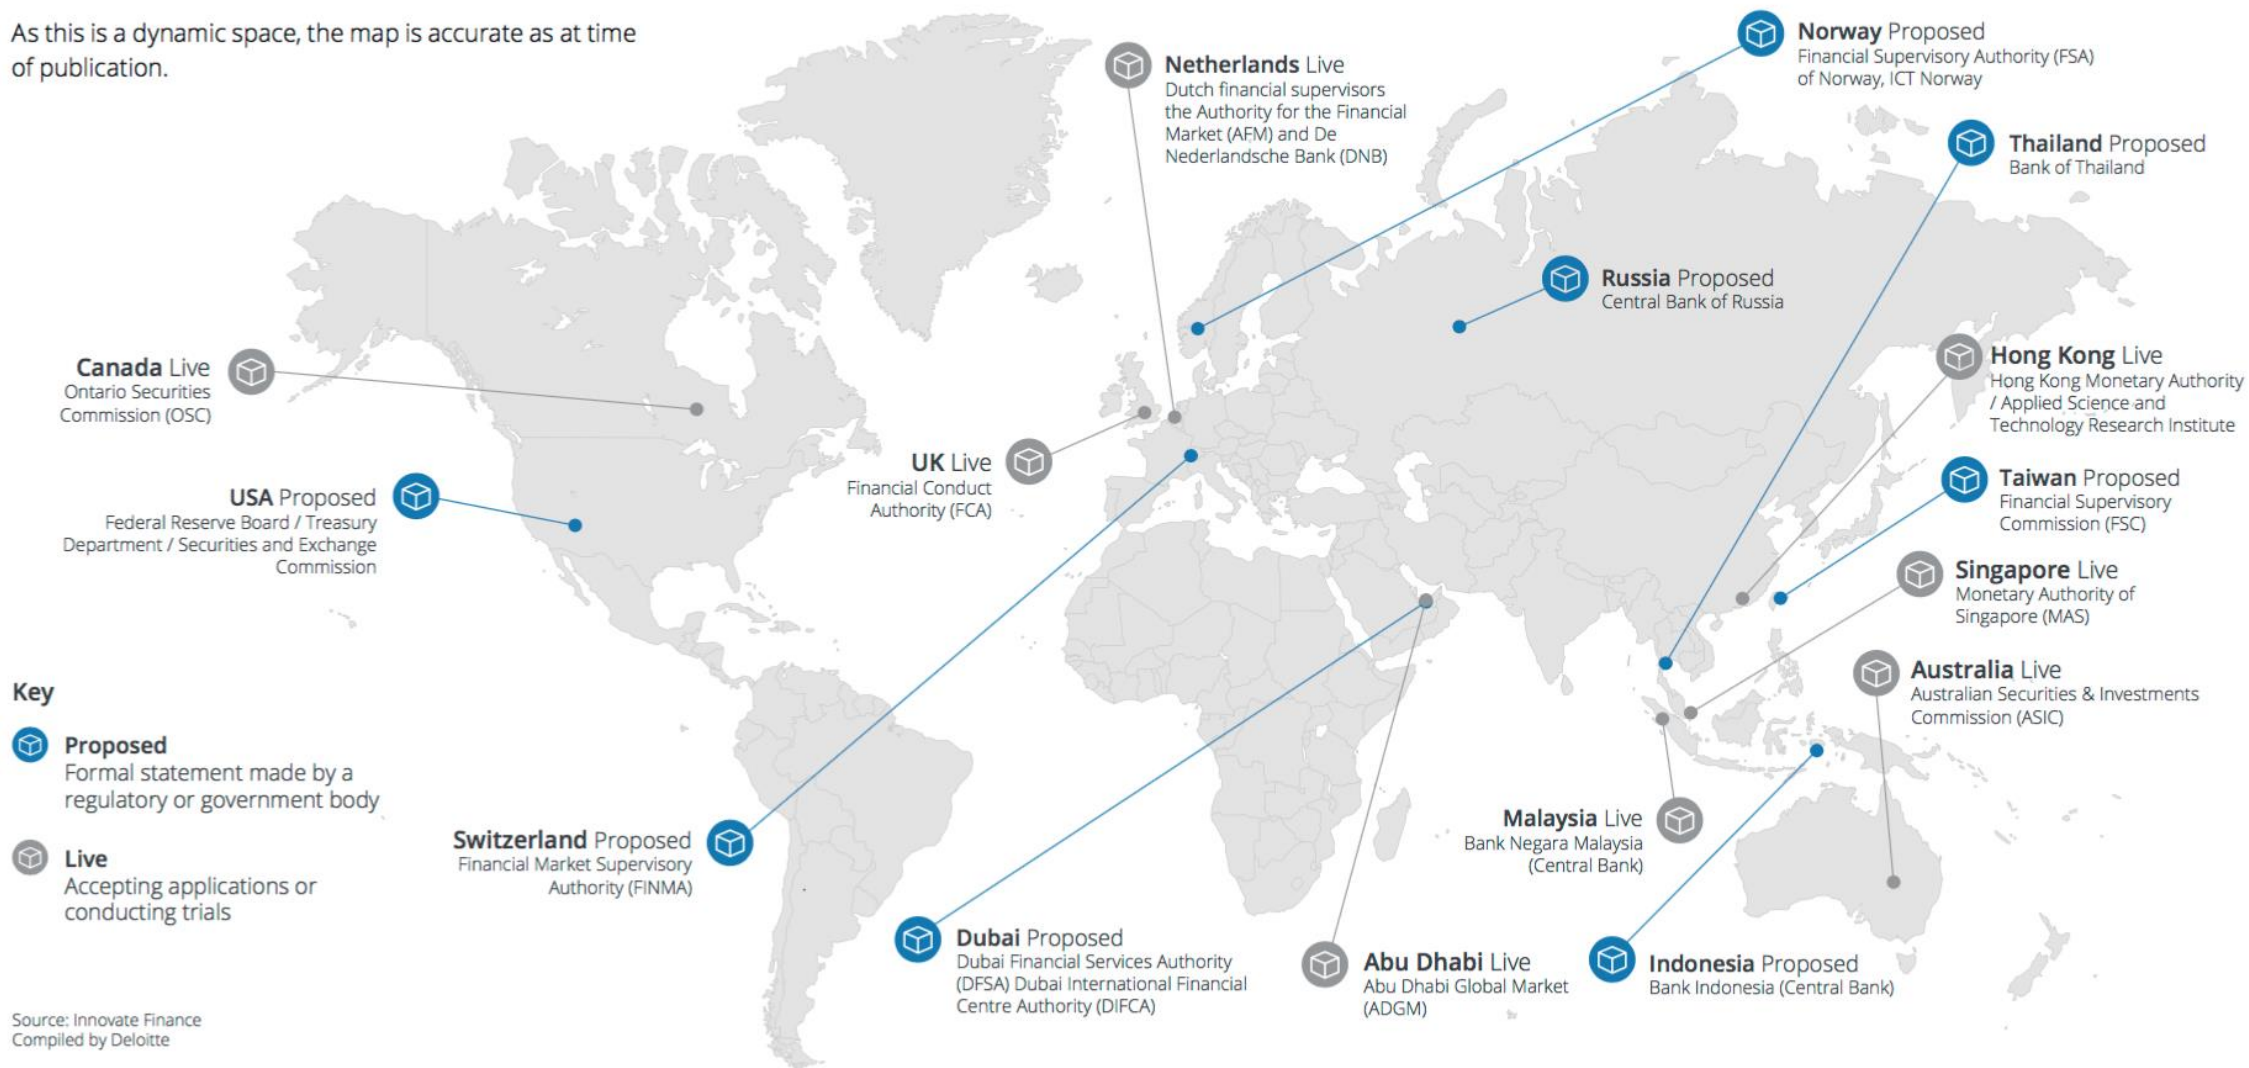 As this is a dynamic space, the map is accurate as at time
of publication.
Netherlands Live
Dutch financial supervisors
the Authority for the Financial
Market (AFM) and De
Nederlandsche Bank (DNB)
Norway Proposed
Financial Supervisory Authority (FSA)
of Norway, ICT Norway
Thailand Proposed
Bank of Thailand
Russia Proposed
Central Bank of Russia
Canada Live
Ontario Securities
Commission (OSC)
Hong Kong Live
Hong Kong Monetary Authority
/ Applied Science and
Technology Research Institute
UK Live
Financial Conduct
Authority (FCA)
USA Proposed
Federal Reserve Board / Treasury
Department / Securities and Exchange
Commission
Taiwan Proposed
Financial Supervisory
Commission (FSC)
Singapore Live
Monetary Authority of
Singapore (MAS)
Australia Live
Australian Securities & Investments
Commission (ASIC)
Key
Proposed
Formal statement made by a
regulatory or government body
Live
Accepting applications or
conducting trials
Switzerland Proposed
Financial Market Supervisory
Authority (FINMA)
Malaysia Live
Bank Negara Malaysia
(Central Bank)
Dubai Proposed
Dubai Financial Services Authority
(DFSA) Dubai International Financial
Centre Authority (DIFCA)
Abu Dhabi Live
Abu Dhabi Global Market
(ADGM)
Indonesia Proposed
Bank Indonesia (Central Bank)
Source: Innovate Finance
Compiled by Deloitte